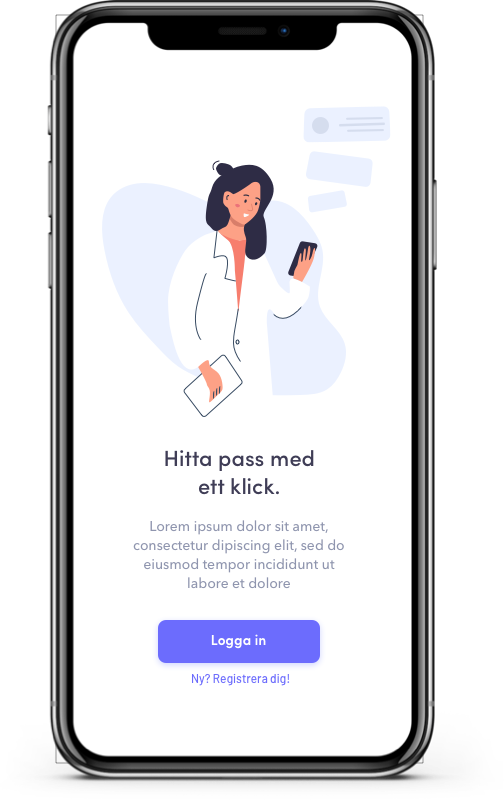 Hitta pass med
ett klick.
Lorem ipsum dolor sit amet,
consectetur dipiscing elit, sed do
eiusmod tempor incididunt ut
labore et dolore
Logga in
Ny? Registrera dig!